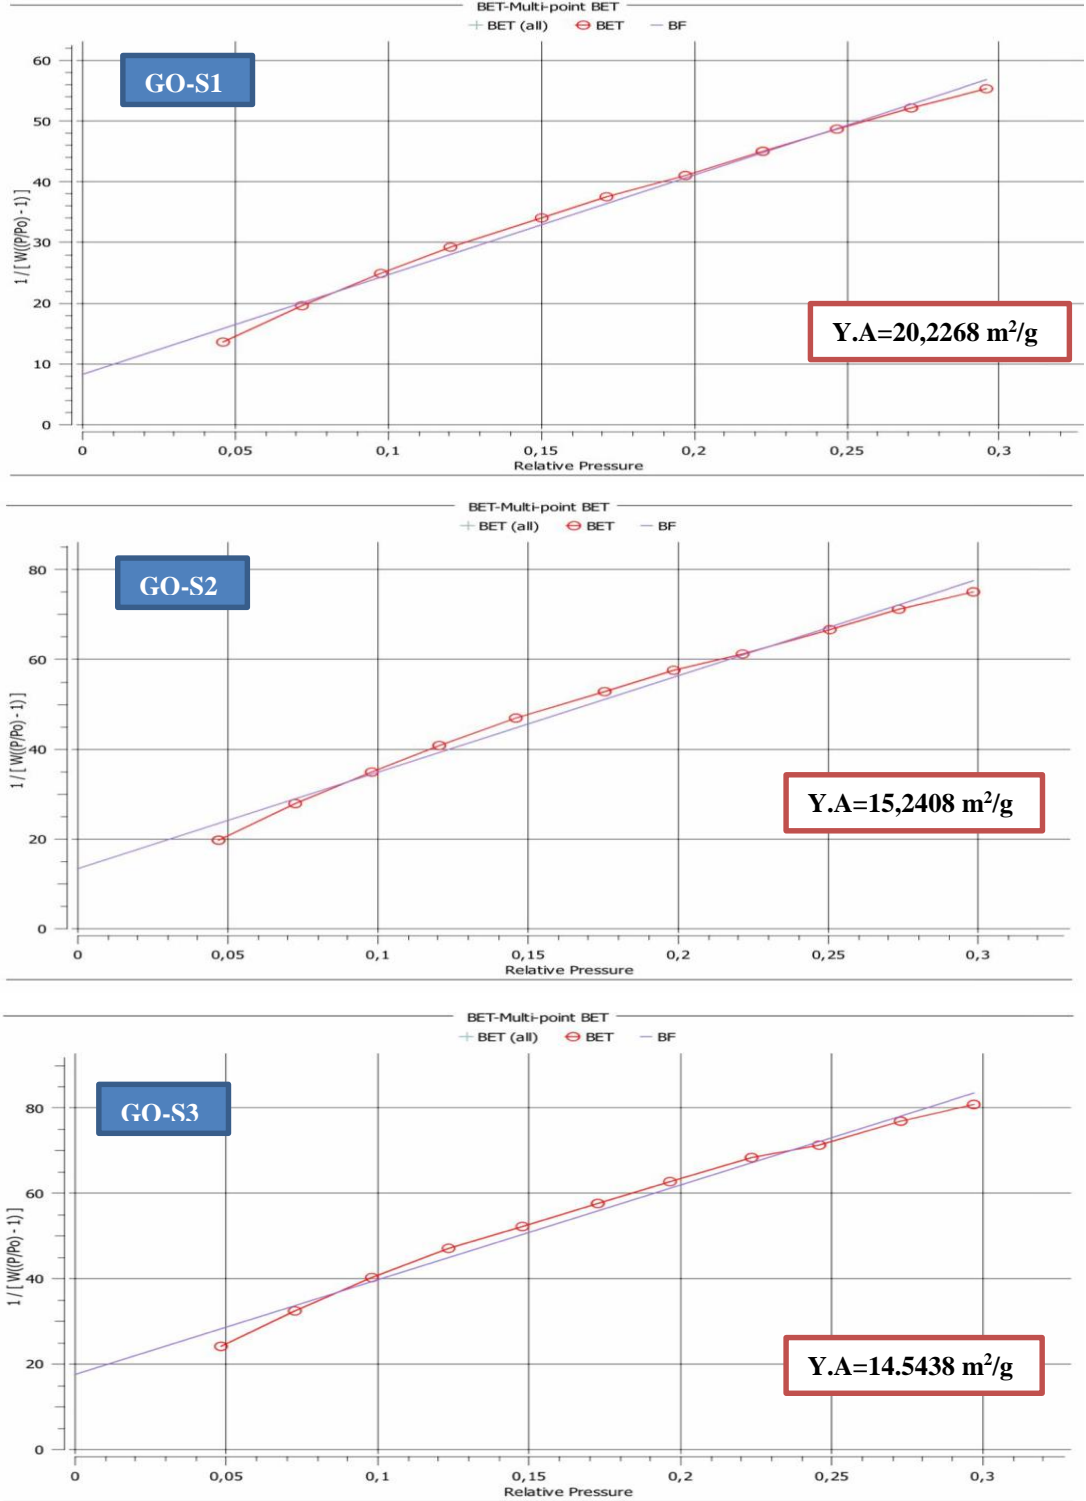 BET-Multi-point BET
BET (all) BET BF
GO-S1
60
50
40
30
20
10
0
1 / [ W((P/Po) - 1)]
Y.A=20,2268 m²/g
0 0,05 0,1 0,15 0,2 0,25 0,3
Relative Pressure
BET-Multi-point BET
BET (all) BET BF
GO-S2
80
60
40
20
0
1 / [ W((P/Po) - 1)]
Y.A=15,2408 m²/g
0 0,05 0,1 0,15 0,2 0,25 0,3
Relative Pressure
BET-Multi-point BET
BET (all) BET BF
GO-S3
80
60
40
20
0
1 / [ W((P/Po) - 1)]
Y.A=14.5438 m²/g
0 0,05 0,1 0,15 0,2 0,25 0,3
Relative Pressure